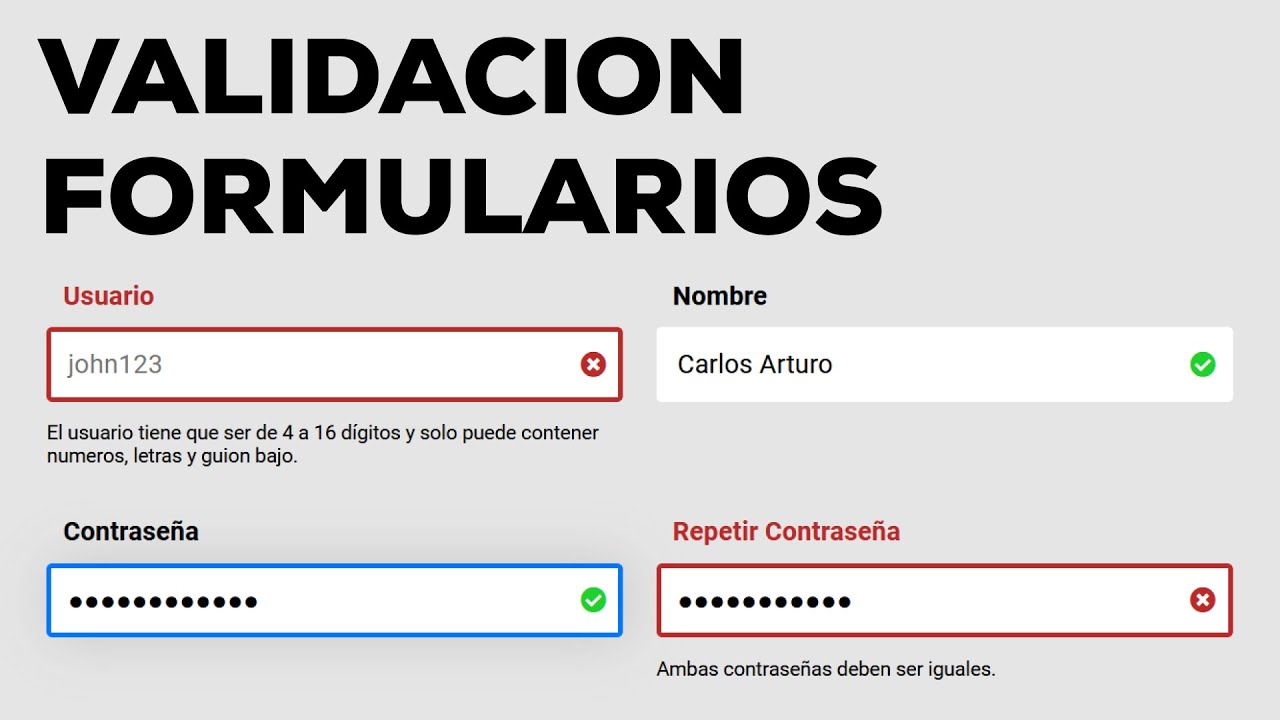 VALIDACION
FORMULARIOS
Usuario
john123
El usuario tiene que ser de 4 a 16 dígitos y solo puede contener
numeros, letras y guion bajo.
Nombre
Carlos Arturo
Contraseña
●●●●●●●●●●●●
Repetir Contraseña
●●●●●●●●●●●
Ambas contraseñas deben ser iguales.